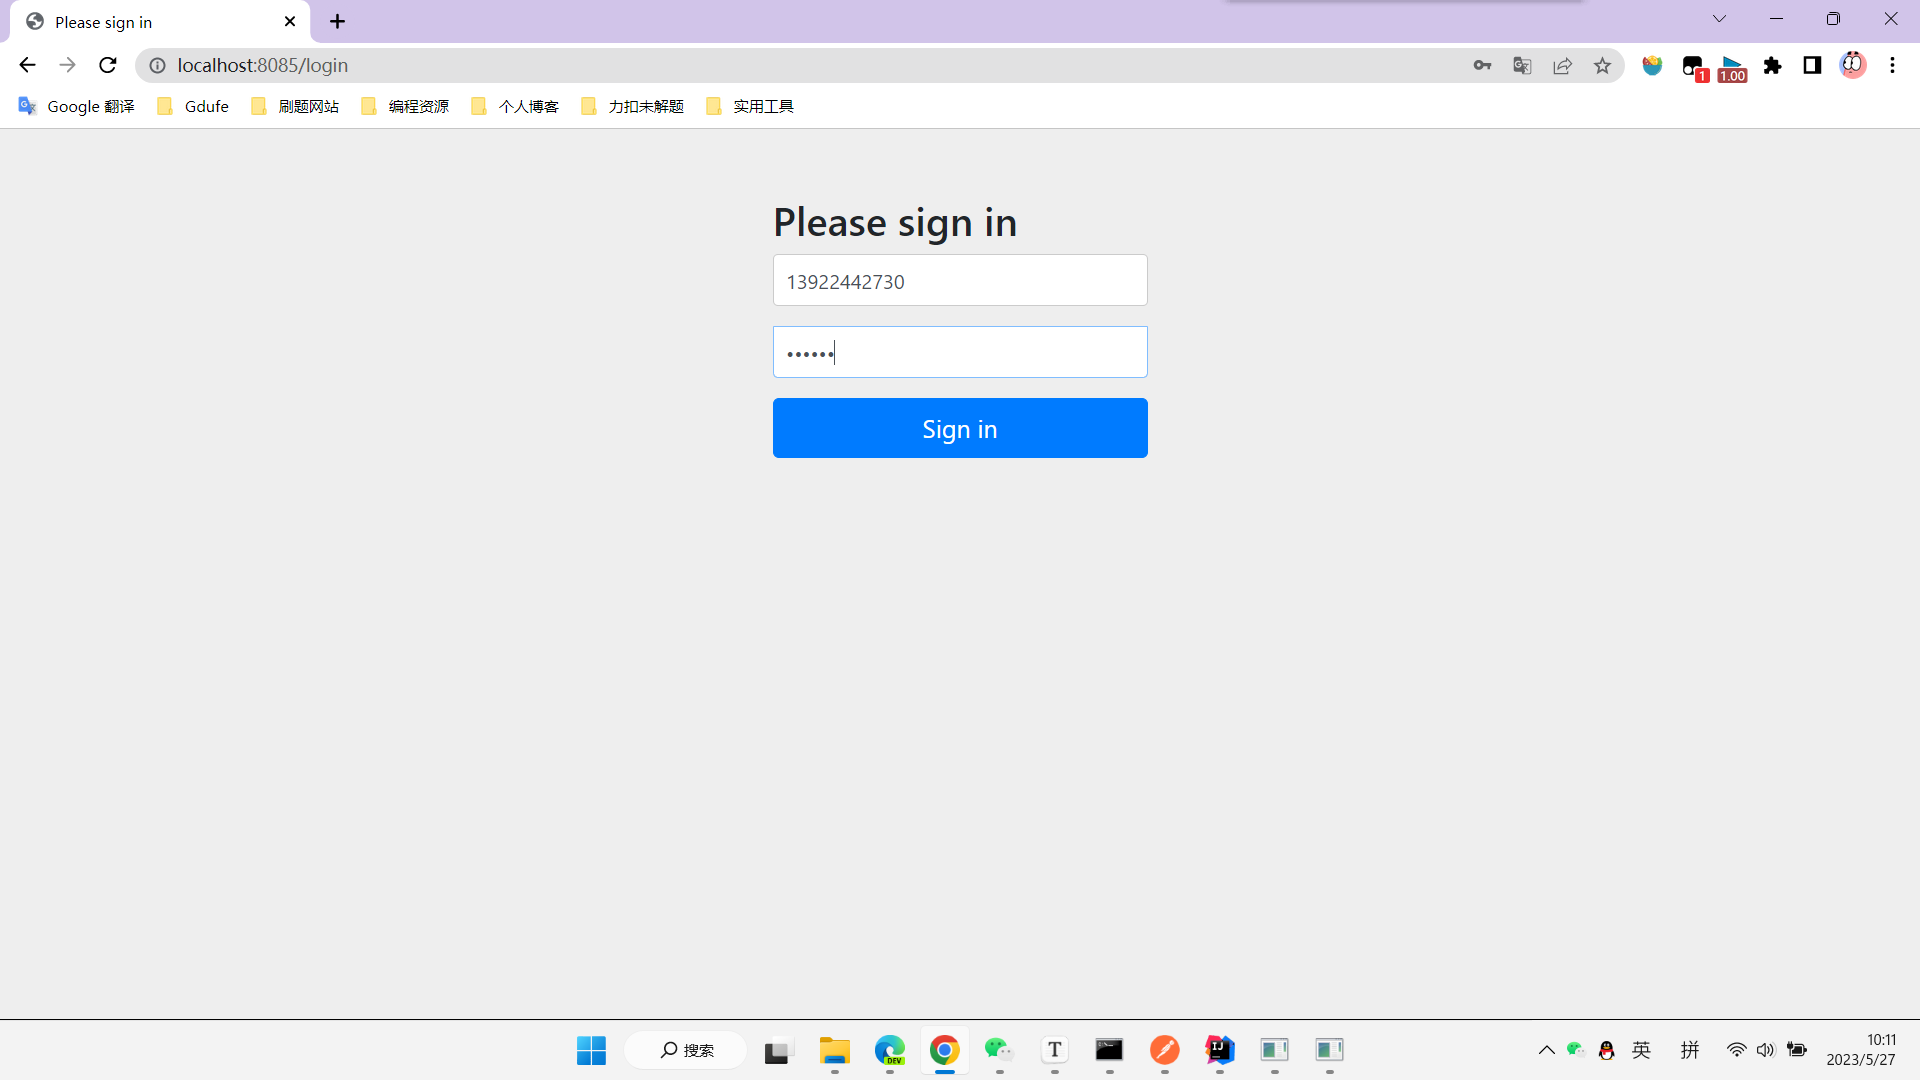 Please sign in
localhost:8085/login
1
1.00
Google 翻译
Gdufe
刷题网站
编程资源
个人博客
力扣未解题
实用工具
Please sign in
13922442730
••••••
Sign in
搜索
DEV
T
IJ
英
拼
10:11
2023/5/27